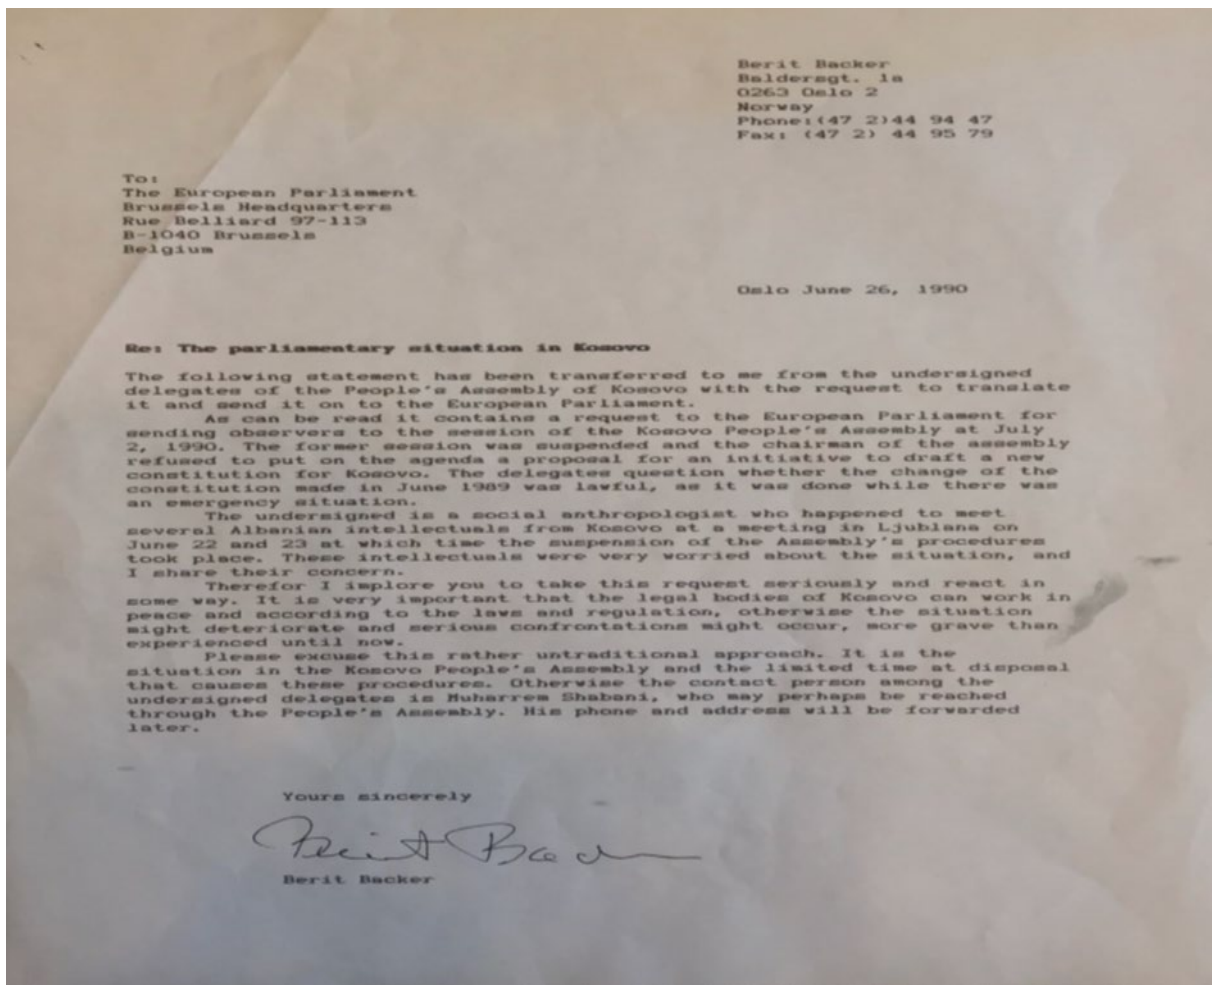 Berit Backer
Baldersgt. 1a
0263 Oslo 2
Norway
Phone:(47 2)44 94 47
Fax: (47 2) 44 95 79
To:
The European Parliament
Brussels Headquarters
Rue Belliard 97-113
B-1040 Brussels
Belgium
Oslo June 26, 1990
Re: The parliamentary situation in Kosovo
The following statement has been transferred to me from the undersigned
delegates of the People's Assembly of Kosovo with the request to translate
it and send it on to the European Parliament.
As can be read it contains a request to the European Parliament for
sending observers to the session of the Kosovo People's Assembly at July
2, 1990. The former session was suspended and the chairman of the assembly
refused to put on the agenda a proposal for an initiative to draft a new
constitution for Kosovo. The delegates question whether the change of the
constitution made in June 1989 was lawful, as it was done while there was
an emergency situation.
The undersigned is a social anthropologist who happened to meet
several Albanian intellectuals from Kosovo at a meeting in Ljublana on
June 22 and 23 at which time the suspension of the Assembly's procedures
took place. These intellectuals were very worried about the situation, and
I share their concern.
Therefor I implore you to take this request seriously and react in
some way. It is very important that the legal bodies of Kosovo can work in
peace and according to the laws and regulation, otherwise the situation
might deteriorate and serious confrontations might occur, more grave than
experienced until now.
Please excuse this rather untraditional approach. It is the
situation in the Kosovo People's Assembly and the limited time at disposal
that causes these procedures. Otherwise the contact person among the
undersigned delegates is Muharrem Shabani, who may perhaps be reached
through the People's Assembly. His phone and address will be forwarded
later.
Yours sincerely
Berit Backer
Berit Backer